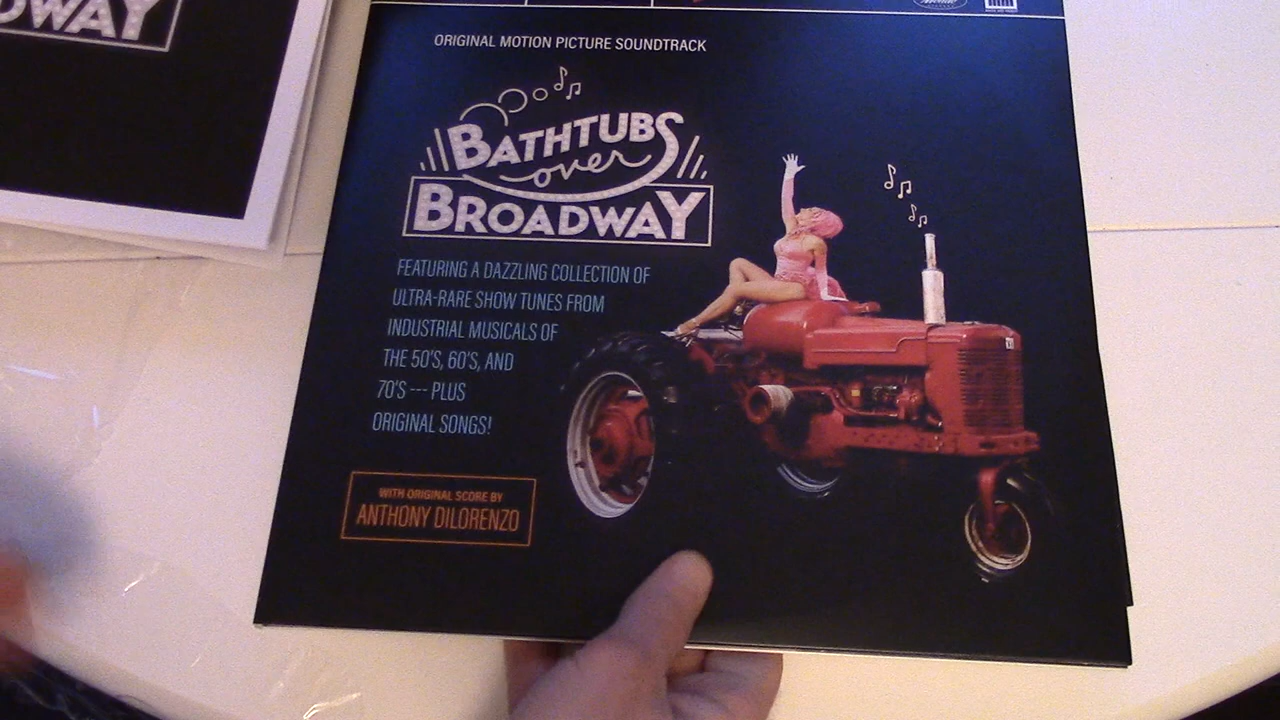 DWAY
ORIGINAL MOTION PICTURE SOUNDTRACK
BATHTUBS
over
BROADWAY
FEATURING A DAZZLING COLLECTION OF
ULTRA-RARE SHOW TUNES FROM
INDUSTRIAL MUSICALS OF
THE 50'S, 60'S, AND
70'S --- PLUS
ORIGINAL SONGS!
WITH ORIGINAL SCORE BY
ANTHONY DILORENZO